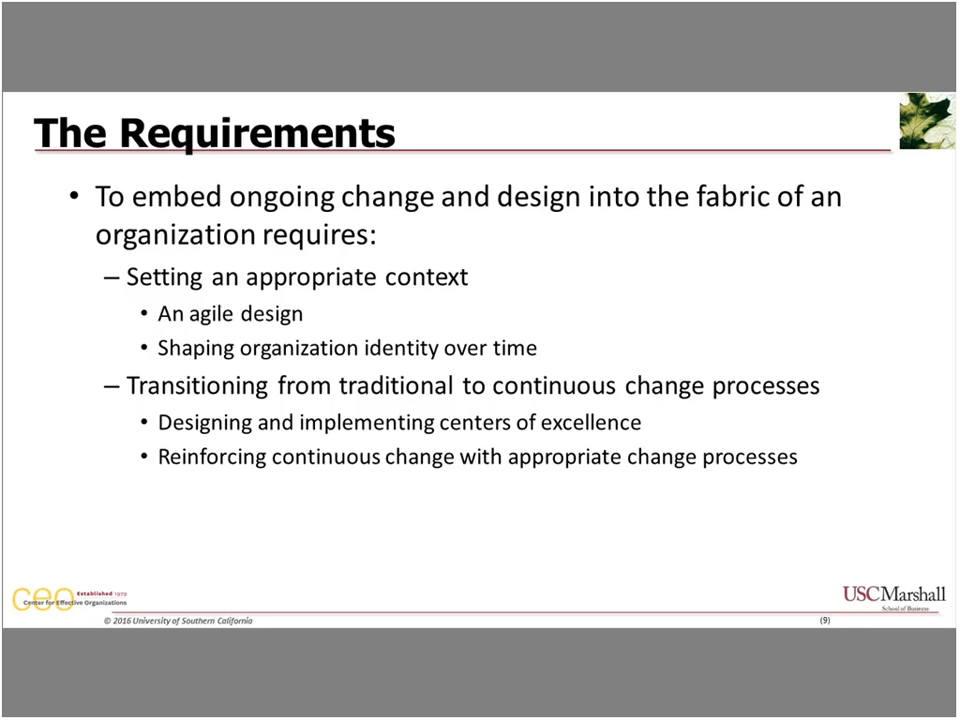 The Requirements
• To embed ongoing change and design into the fabric of an
organization requires:
– Setting an appropriate context
• An agile design
• Shaping organization identity over time
– Transitioning from traditional to continuous change processes
• Designing and implementing centers of excellence
• Reinforcing continuous change with appropriate change processes
ceo Established 1979
Center for Effective Organizations
USC Marshall
School of Business
© 2016 University of Southern California
(9)